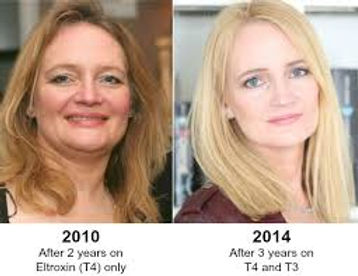 2010
After 2 years on
Eltroxin (T4) only
2014
After 3 years on
T4 and T3